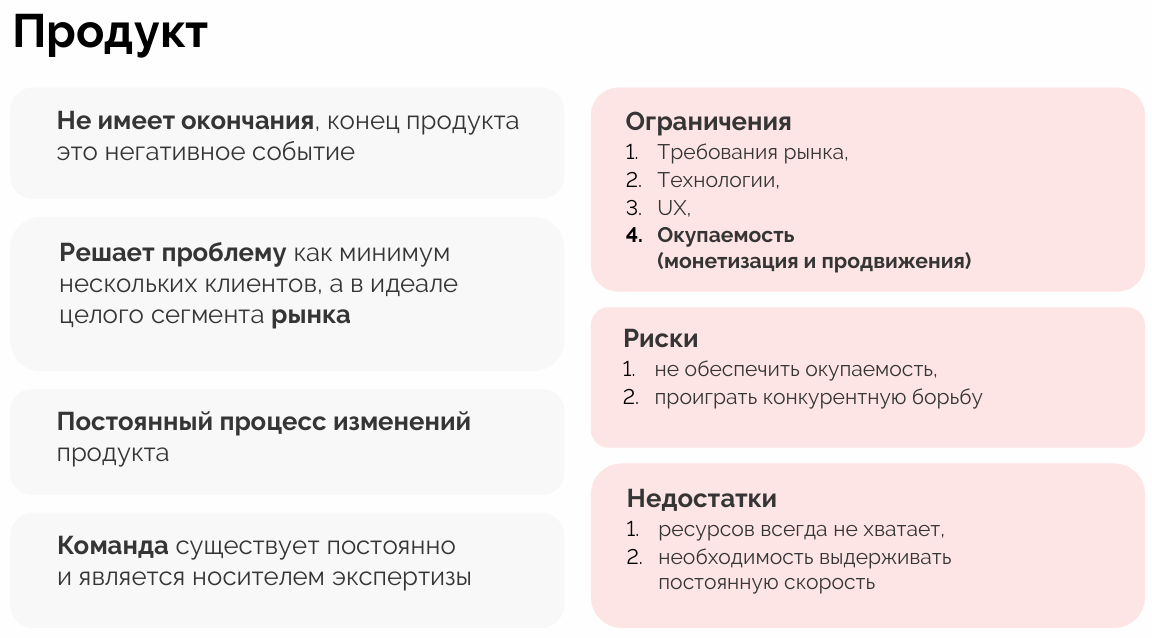 Продукт
Не имеет окончания, конец продукта
это негативное событие
Решает проблему как минимум
нескольких клиентов, а в идеале
целого сегмента рынка
Постоянный процесс изменений
продукта
Команда существует постоянно
и является носителем экспертизы
Ограничения
1. Требования рынка,
2. Технологии,
3. UX,
4. Окупаемость
(монетизация и продвижения)
Риски
1. не обеспечить окупаемость,
2. проиграть конкурентную борьбу
Недостатки
1. ресурсов всегда не хватает,
2. необходимость выдерживать
постоянную скорость